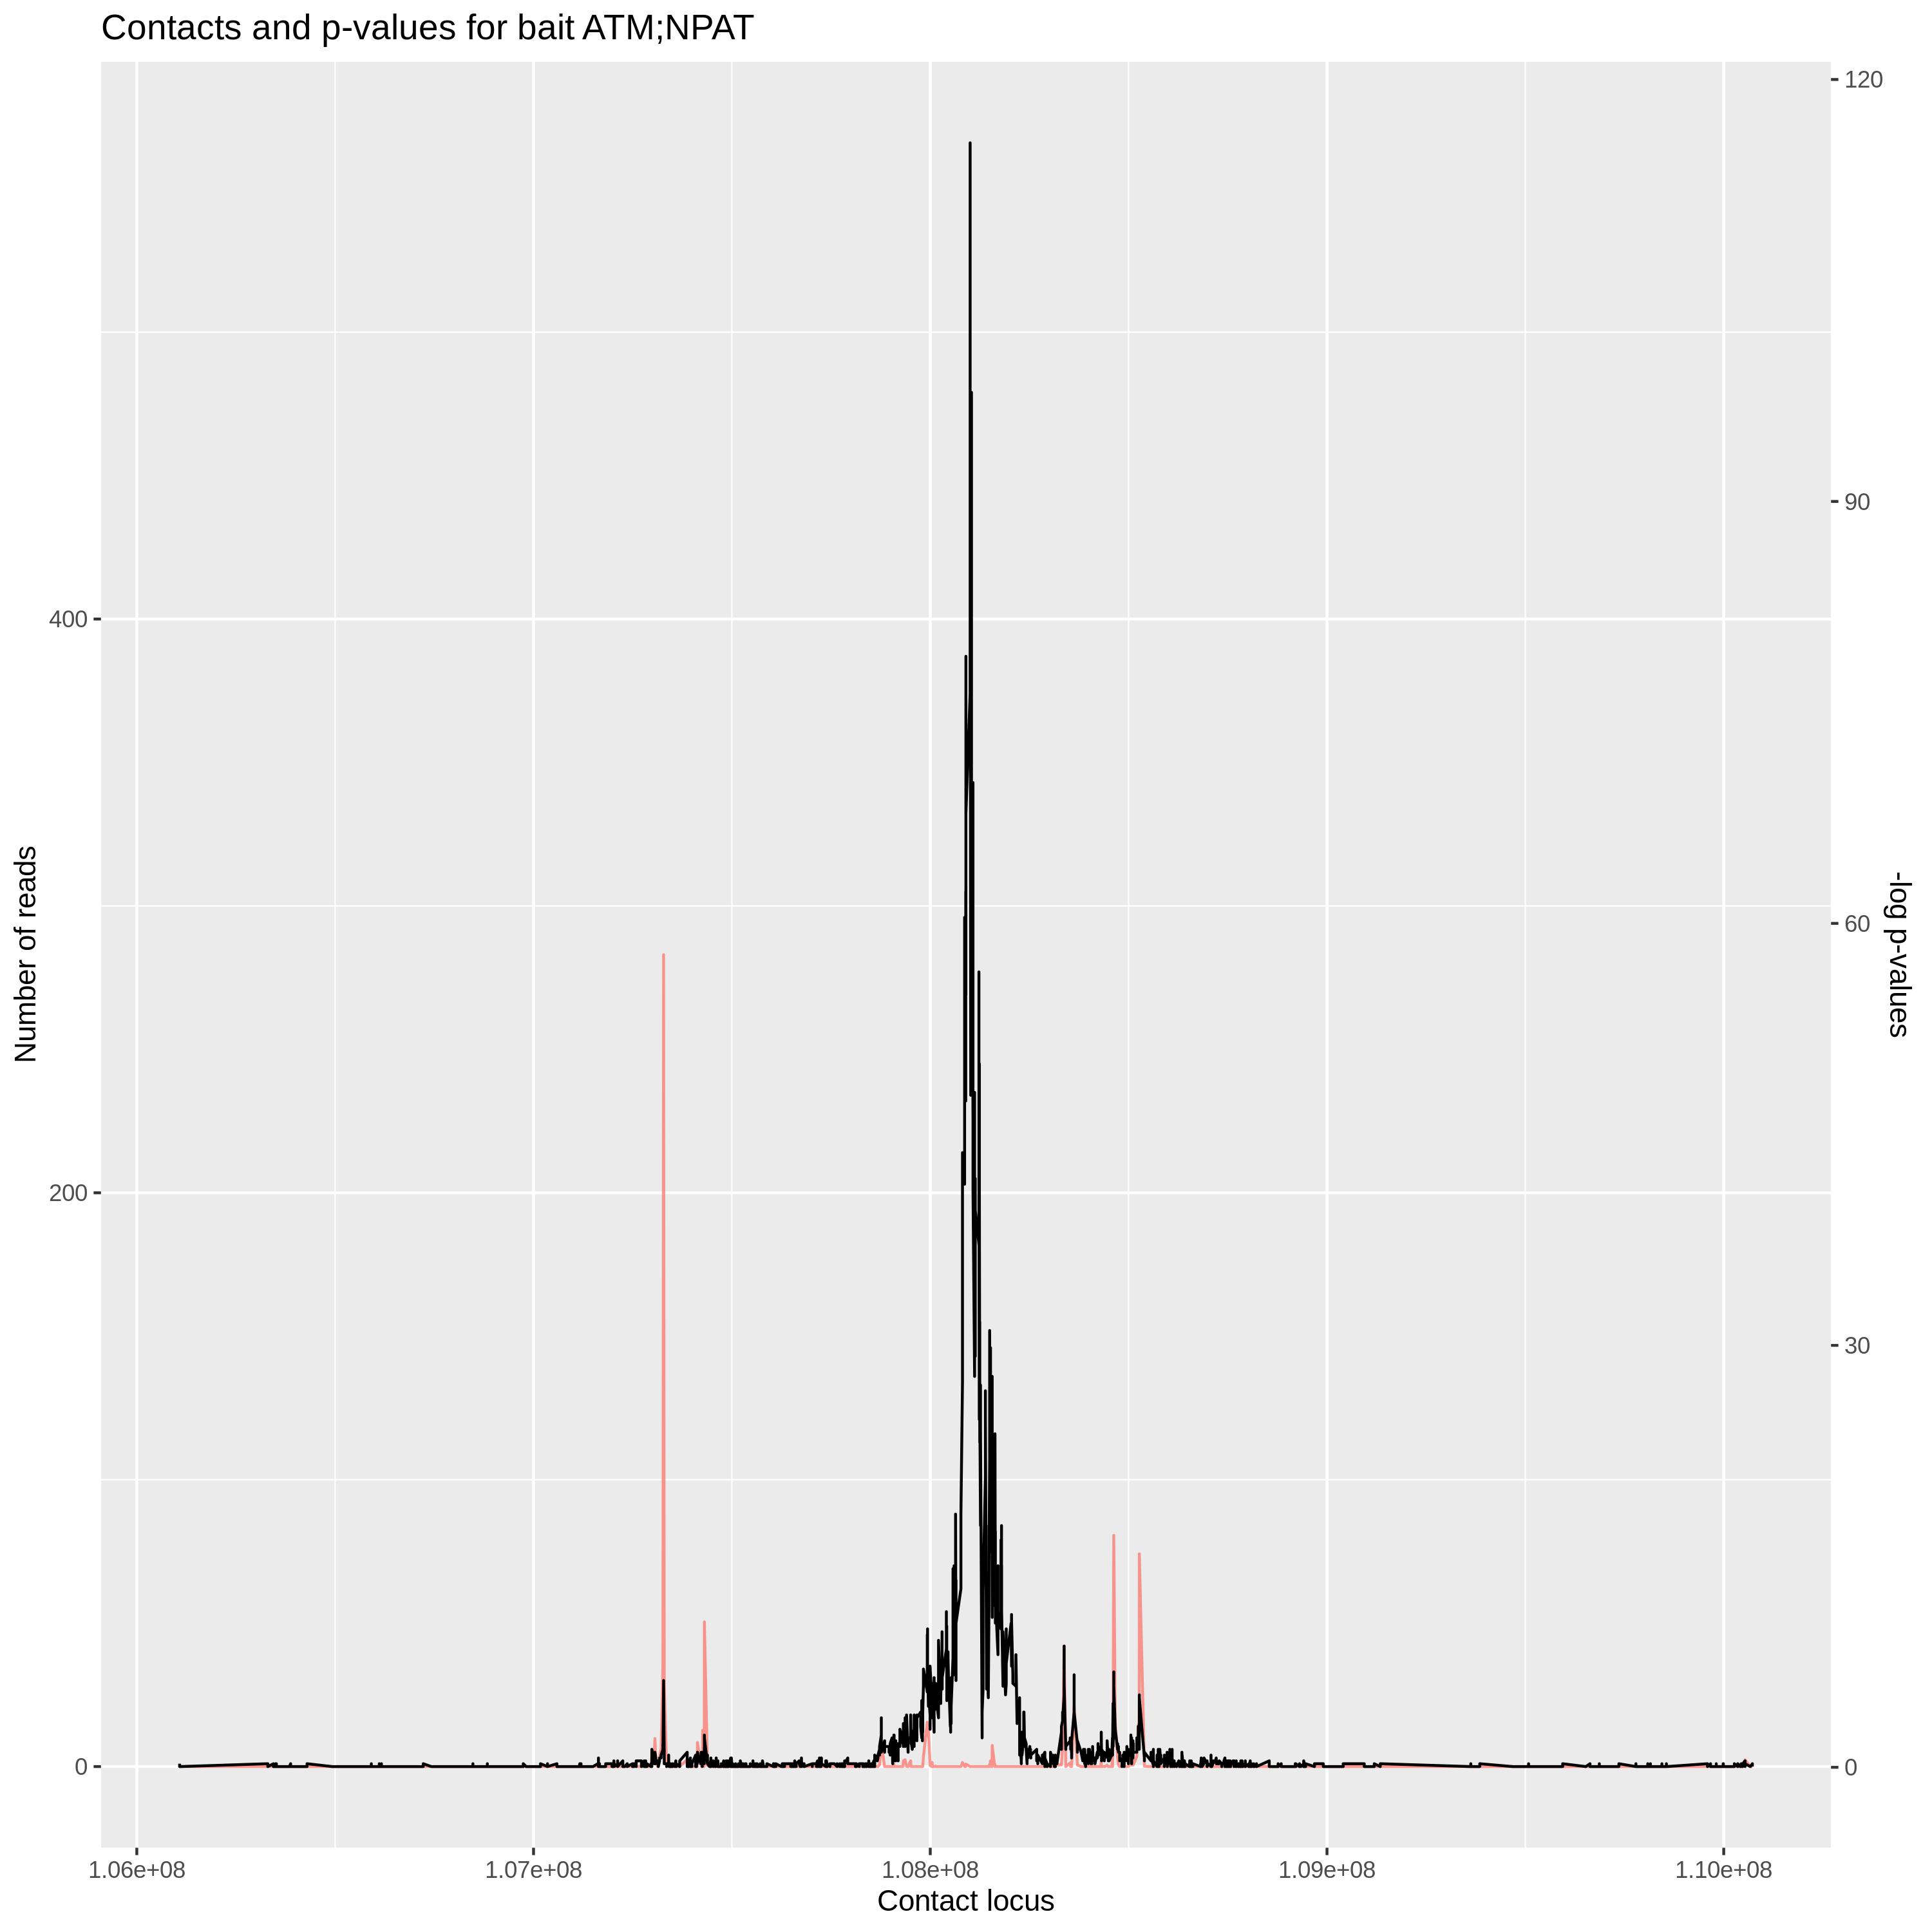 Contacts and p-values for bait ATM;NPAT
120
90
400
60
Number of reads
-log p-values
200
30
0
0
1.06e+08 1.07e+08 1.08e+08 1.09e+08 1.10e+08
Contact locus